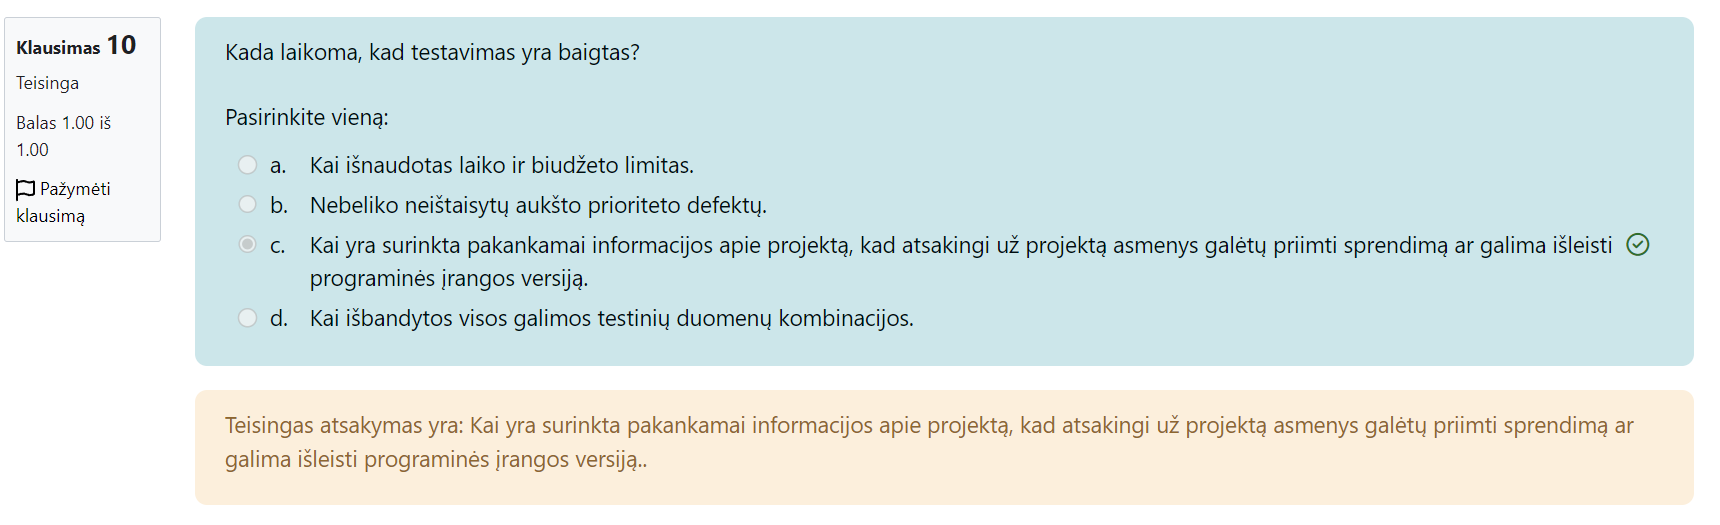 Klausimas 10
Teisinga
Balas 1.00 iš
1.00
Pažymėti
klausimą
Kada laikoma, kad testavimas yra baigtas?
Pasirinkite vieną:
a. Kai išnaudotas laiko ir biudžeto limitas.
b. Nebeliko neištaisytų aukšto prioriteto defektų.
c. Kai yra surinkta pakankamai informacijos apie projektą, kad atsakingi už projektą asmenys galėtų priimti sprendimą ar galima išleisti
programinės įrangos versiją.
d. Kai išbandytos visos galimos testinių duomenų kombinacijos.
Teisingas atsakymas yra: Kai yra surinkta pakankamai informacijos apie projektą, kad atsakingi už projektą asmenys galėtų priimti sprendimą ar
galima išleisti programinės įrangos versiją..